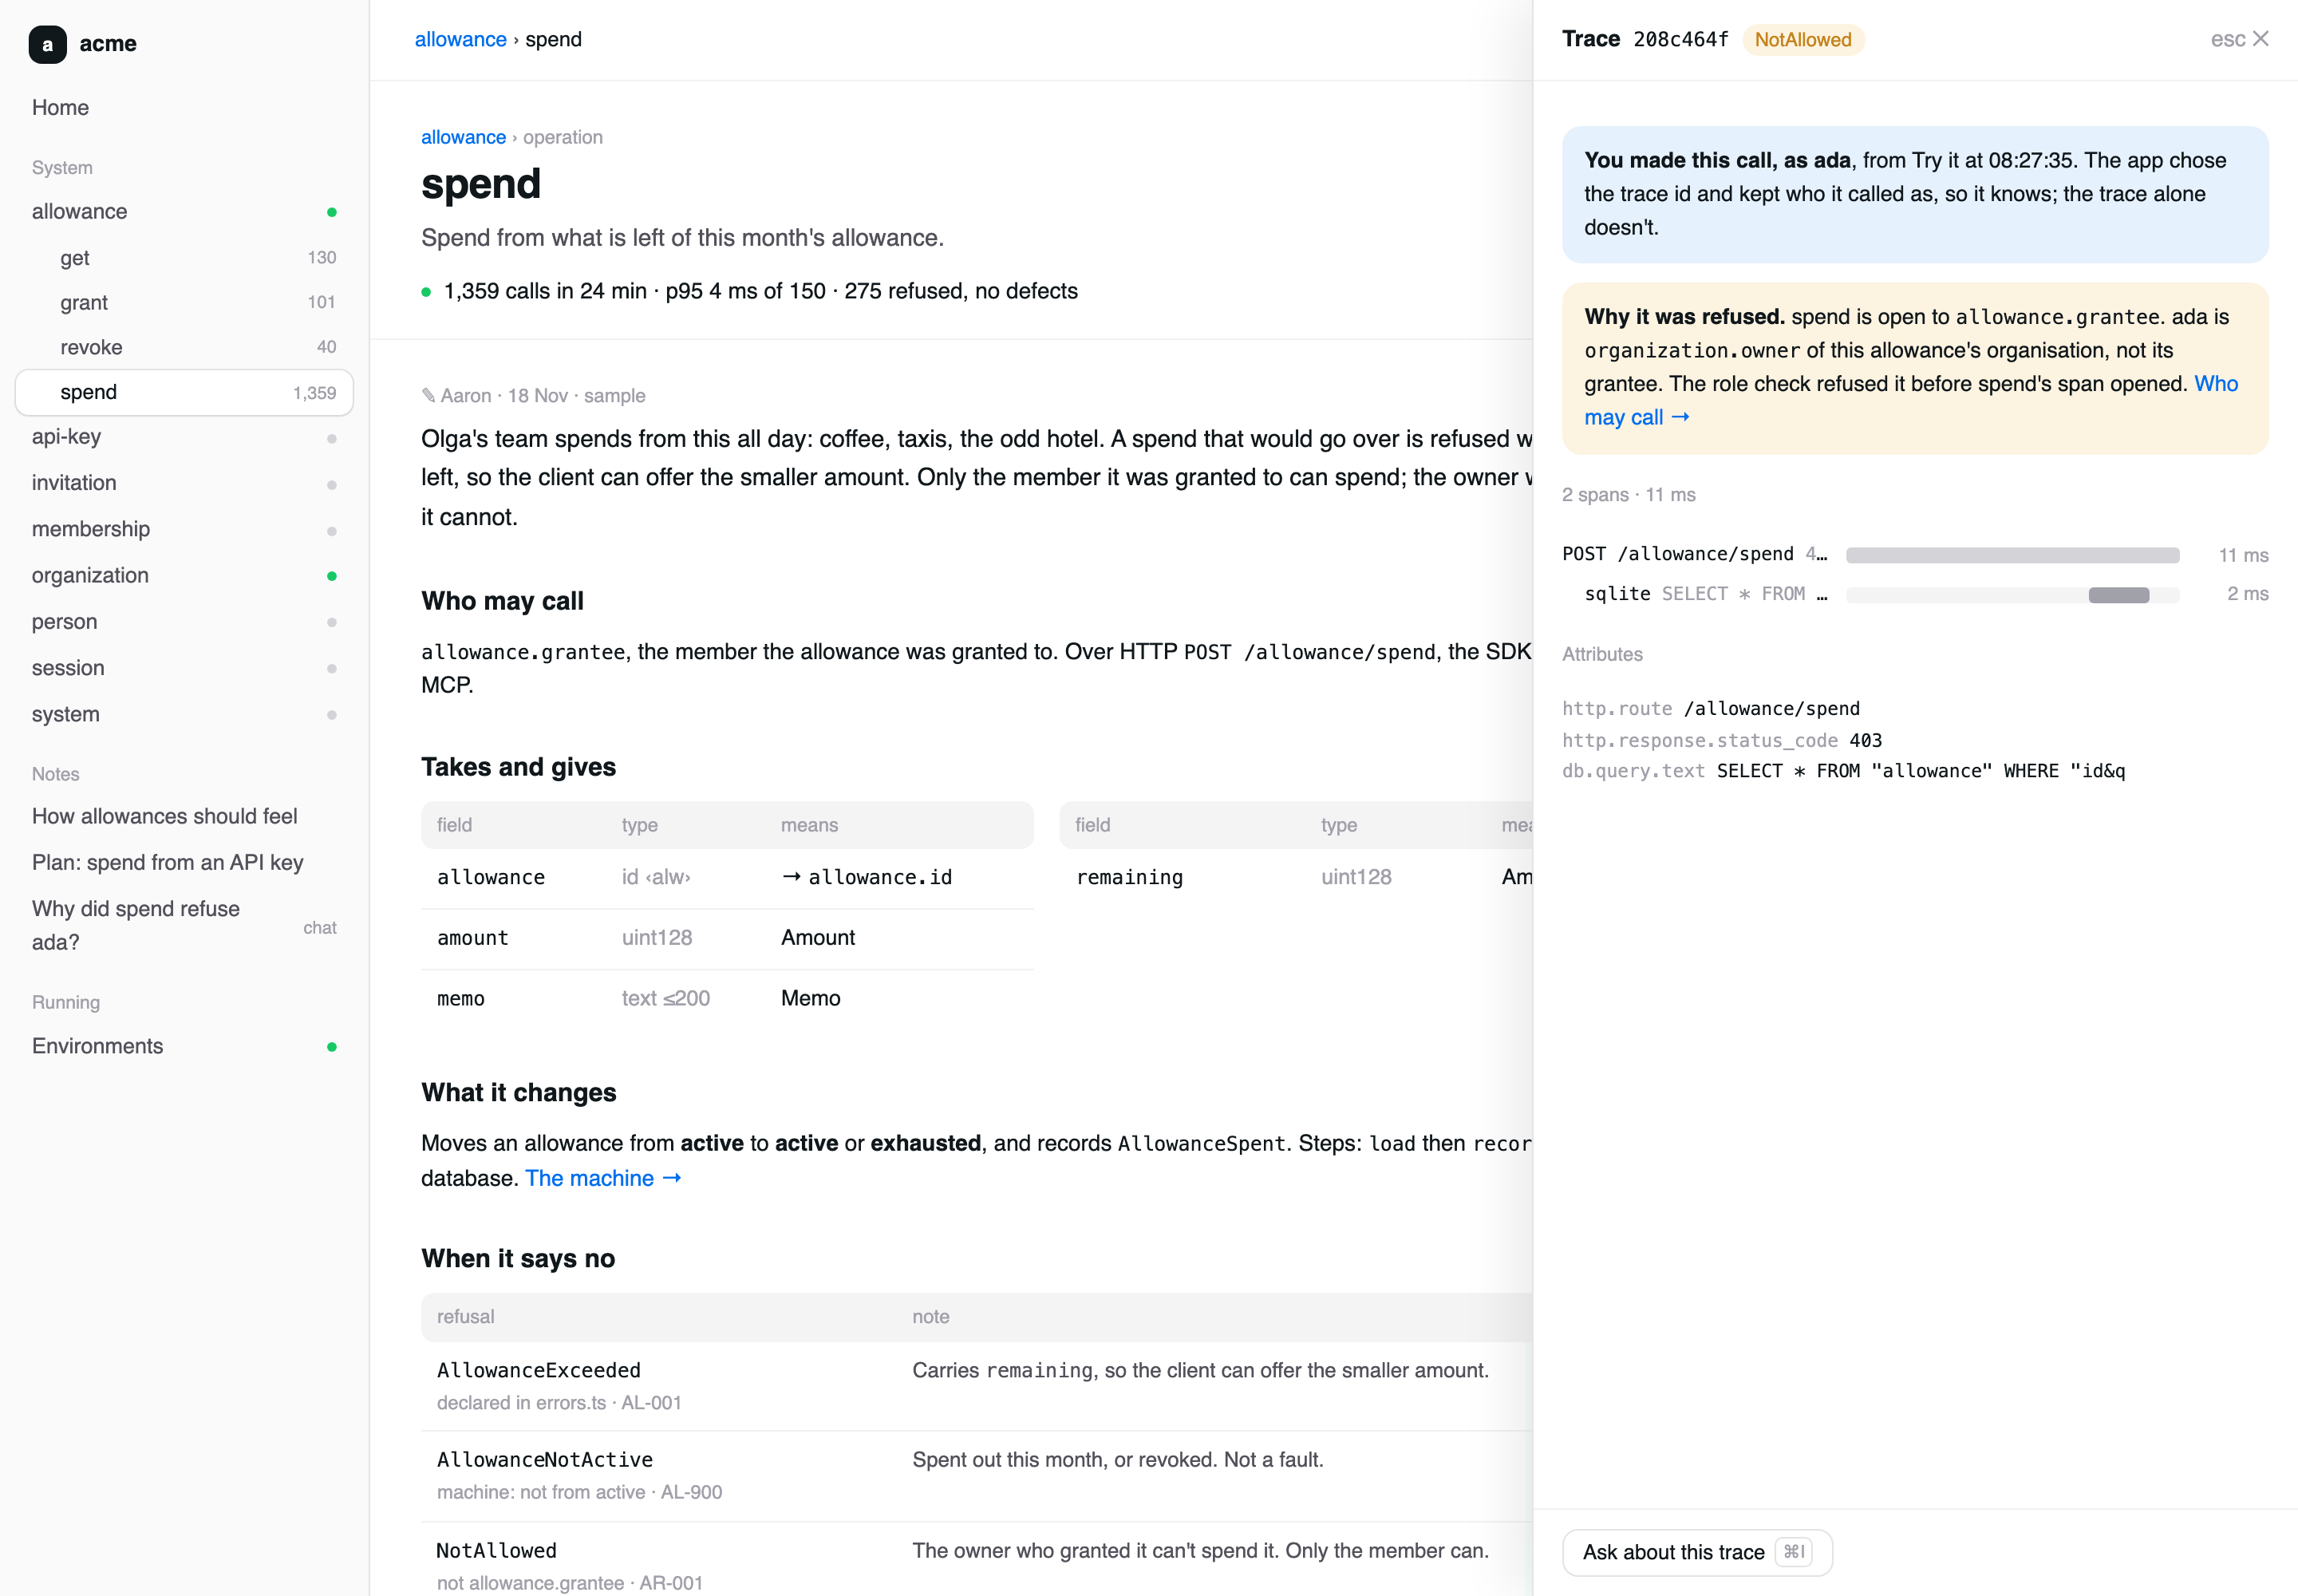 a acme
Home
System
allowance
get 130
grant 101
revoke 40
spend 1,359
api-key
invitation
membership
organization
person
session
system
Notes
How allowances should feel
Plan: spend from an API key
Why did spend refuse
ada?
chat
Running
Environments
allowance › spend
allowance › operation
spend
Spend from what is left of this month's allowance.
1,359 calls in 24 min · p95 4 ms of 150 · 275 refused, no defects
✎ Aaron · 18 Nov · sample
Olga's team spends from this all day: coffee, taxis, the odd hotel. A spend that would go over is refused w
left, so the client can offer the smaller amount. Only the member it was granted to can spend; the owner w
it cannot.
Who may call
allowance.grantee, the member the allowance was granted to. Over HTTP POST /allowance/spend, the SDK
MCP.
Takes and gives
field type means
allowance id ‹alw› → allowance.id
amount uint128 Amount
memo text ≤200 Memo
field type mea
remaining uint128 Am
What it changes
Moves an allowance from active to active or exhausted, and records AllowanceSpent. Steps: load then recor
database. The machine →
When it says no
refusal note
AllowanceExceeded Carries remaining, so the client can offer the smaller amount.
declared in errors.ts · AL-001
AllowanceNotActive Spent out this month, or revoked. Not a fault.
machine: not from active · AL-900
NotAllowed The owner who granted it can't spend it. Only the member can.
not allowance.grantee · AR-001
Trace 208c464f NotAllowed esc ×
You made this call, as ada, from Try it at 08:27:35. The app chose
the trace id and kept who it called as, so it knows; the trace alone
doesn't.
Why it was refused. spend is open to allowance.grantee. ada is
organization.owner of this allowance's organisation, not its
grantee. The role check refused it before spend's span opened. Who
may call →
2 spans · 11 ms
POST /allowance/spend 4… 11 ms
sqlite SELECT * FROM … 2 ms
Attributes
http.route /allowance/spend
http.response.status_code 403
db.query.text SELECT * FROM "allowance" WHERE "id&q
Ask about this trace ⌘I